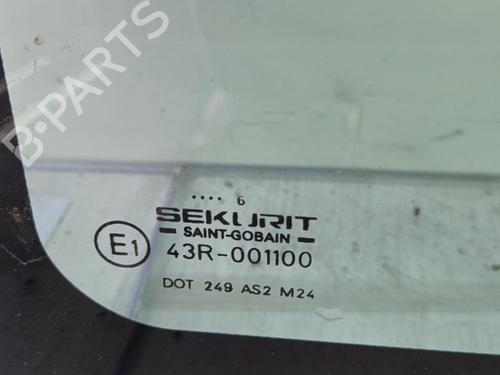 B-PARTS
.... 6
SEKURIT
SAINT-GOBAIN
E1 43R-001100
DOT 249 AS2 M24